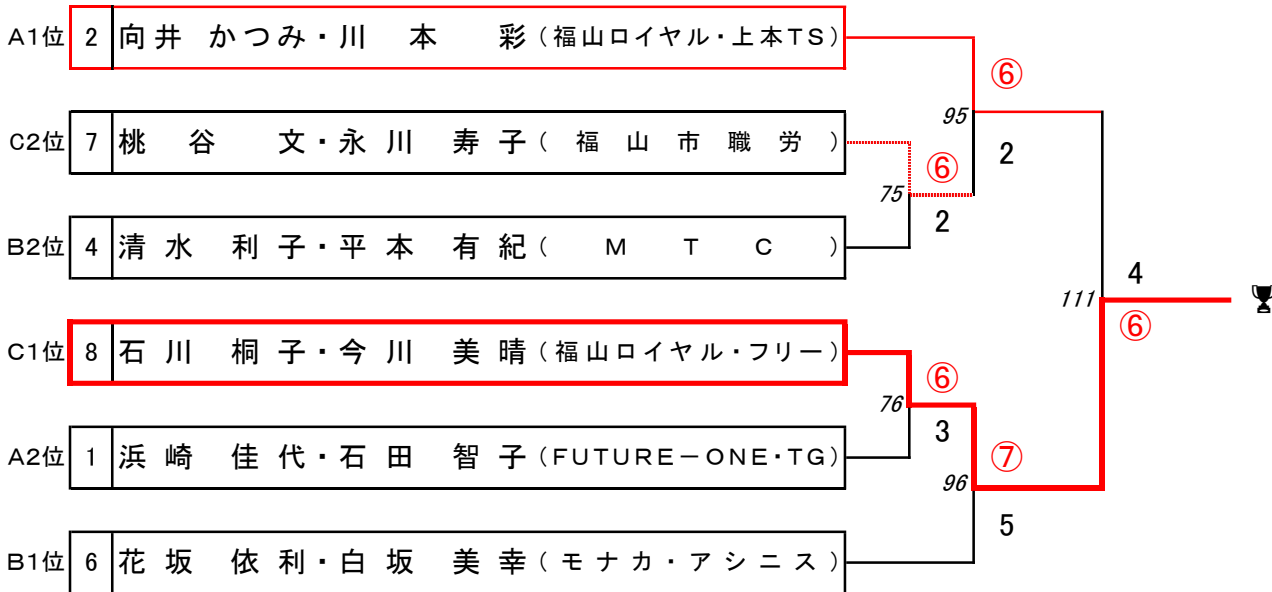 A1位 2 向井 かつみ・川 本 彩 (福山ロイヤル・上本TS)
⑥
95
2
C2位 7 桃 谷 文・永 川 寿 子 ( 福 山 市 職 労 )
⑥
75
2
B2位 4 清 水 利 子・平 本 有 紀 ( M T C )
4
111
⑥
C1位 8 石 川 桐 子・今 川 美 晴 (福山ロイヤル・フリー)
⑥
76
3
A2位 1 浜 崎 佳 代・石 田 智 子 (FUTURE-ONE・TG)
⑦
96
5
B1位 6 花 坂 依 利・白 坂 美 幸 ( モ ナ カ ・ ア シ ニ ス )